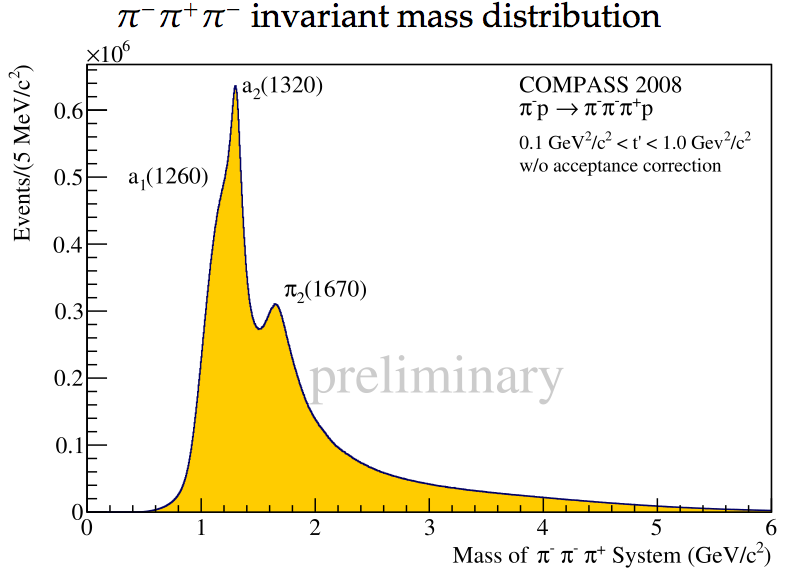 π⁻π⁺π⁻ invariant mass distribution
×10⁶
Events/(5 MeV/c²)
0.6
0.5
0.4
0.3
0.2
0.1
0
a₂(1320)
a₁(1260)
π₂(1670)
COMPASS 2008
π⁻p → π⁻π⁻π⁺p
0.1 GeV²/c² < t' < 1.0 Gev²/c²
w/o acceptance correction
preliminary
0 1 2 3 4 5 6
Mass of π⁻ π⁻ π⁺ System (GeV/c²)